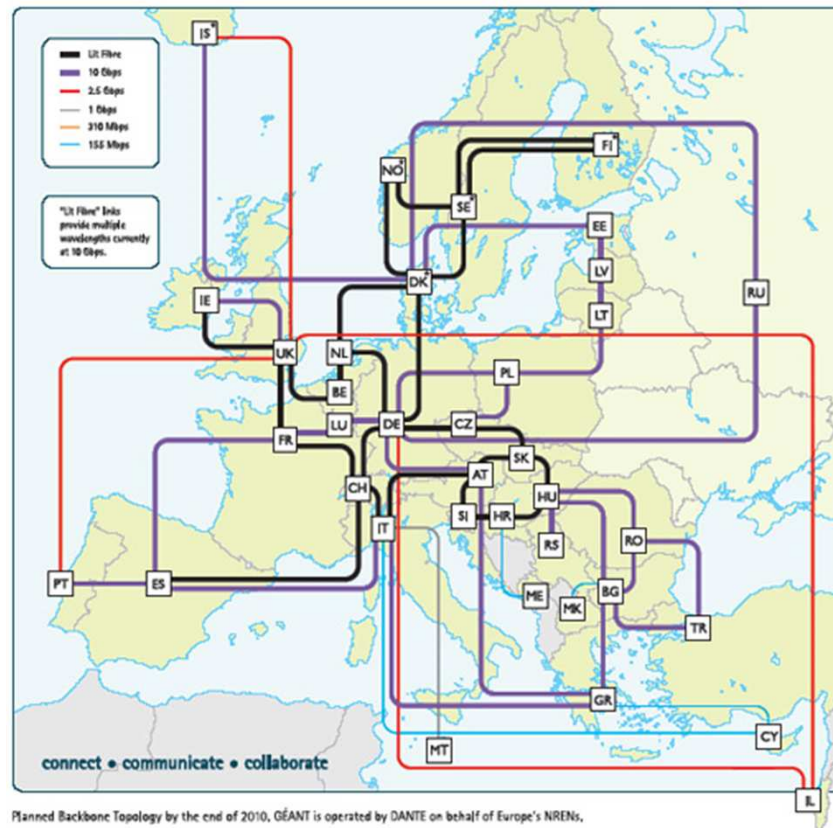 IS*
Lit Fibre
10 Gbps
2.5 Gbps
1 Gbps
310 Mbps
155 Mbps
"Lit Fibre" links
provide multiple
wavelengths currently
at 10 Gbps.
NO*
FI*
SE*
EE
DK*
LV
RU
IE
LT
UK
NL
PL
BE
LU
DE
CZ
FR
SK
AT
CH
HU
SI
HR
IT
RO
RS
PT
ES
ME
MK
BG
TR
GR
CY
MT
connect • communicate • collaborate
IL
Planned Backbone Topology by the end of 2010. GÉANT is operated by DANTE on behalf of Europe's NRENs.